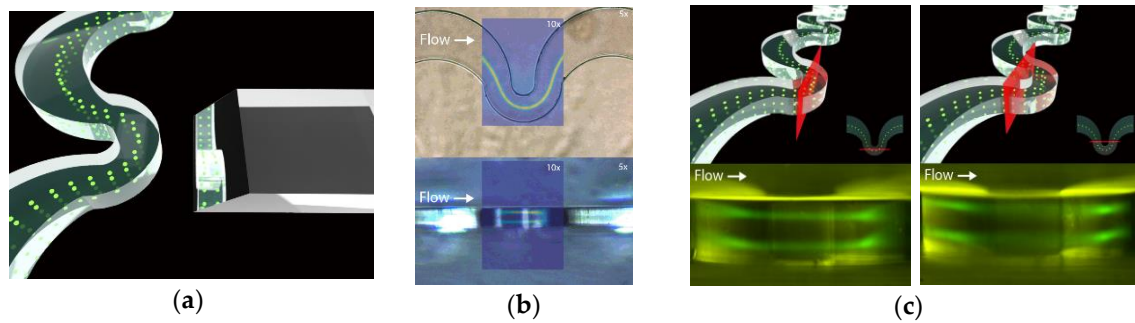 10x
5x
Flow →
10x
5x
Flow →
Flow →
Flow →
(a)
(b)
(c)